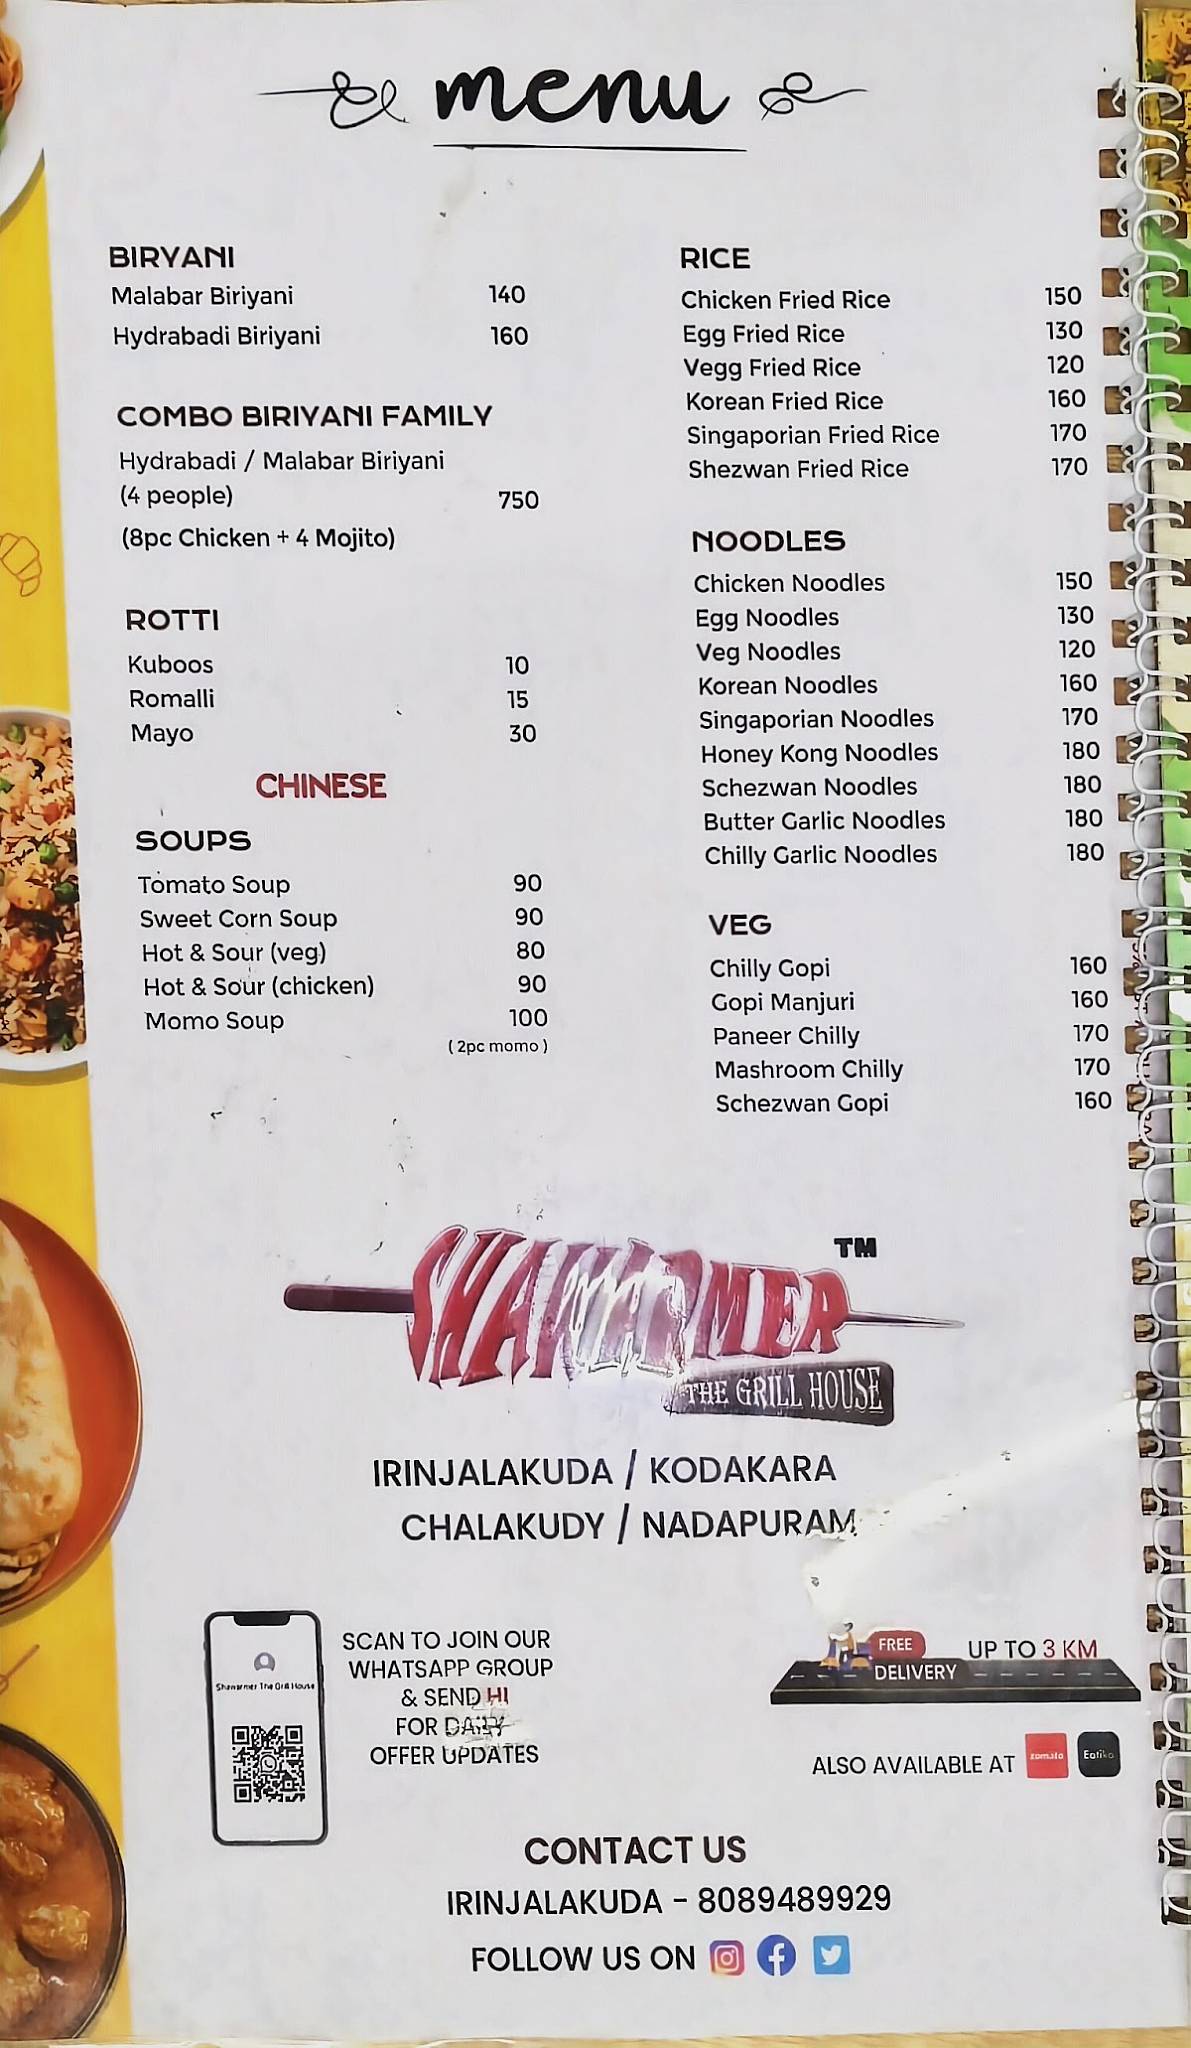 menu
BIRYANI
Malabar Biriyani 140
Hydrabadi Biriyani 160
COMBO BIRIYANI FAMILY
Hydrabadi / Malabar Biriyani
(4 people) 750
(8pc Chicken + 4 Mojito)
ROTTI
Kuboos 10
Romalli 15
Mayo 30
CHINESE
SOUPS
Tomato Soup 90
Sweet Corn Soup 90
Hot & Sour (veg) 80
Hot & Sour (chicken) 90
Momo Soup 100
( 2pc momo )
RICE
Chicken Fried Rice 150
Egg Fried Rice 130
Vegg Fried Rice 120
Korean Fried Rice 160
Singaporian Fried Rice 170
Shezwan Fried Rice 170
NOODLES
Chicken Noodles 150
Egg Noodles 130
Veg Noodles 120
Korean Noodles 160
Singaporian Noodles 170
Honey Kong Noodles 180
Schezwan Noodles 180
Butter Garlic Noodles 180
Chilly Garlic Noodles 180
VEG
Chilly Gopi 160
Gopi Manjuri 160
Paneer Chilly 170
Mashroom Chilly 170
Schezwan Gopi 160
SHAWARMER TM
THE GRILL HOUSE
IRINJALAKUDA / KODAKARA
CHALAKUDY / NADAPURAM
Shawarmer The Grill House
SCAN TO JOIN OUR
WHATSAPP GROUP
& SEND HI
FOR DAILY
OFFER UPDATES
FREE
DELIVERY
UP TO 3 KM
ALSO AVAILABLE AT zomato Eatiko
CONTACT US
IRINJALAKUDA - 8089489929
FOLLOW US ON